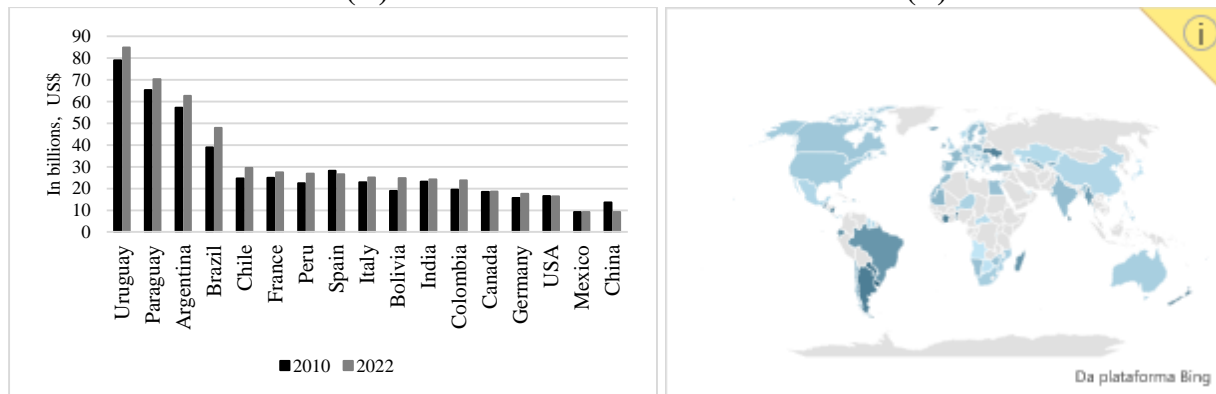 90
80
70
60
50
40
30
20
10
0
In billions, US$
Uruguay
Paraguay
Argentina
Brazil
Chile
France
Peru
Spain
Italy
Bolivia
India
Colombia
Canada
Germany
USA
Mexico
China
2010 2022
i
Da plataforma Bing